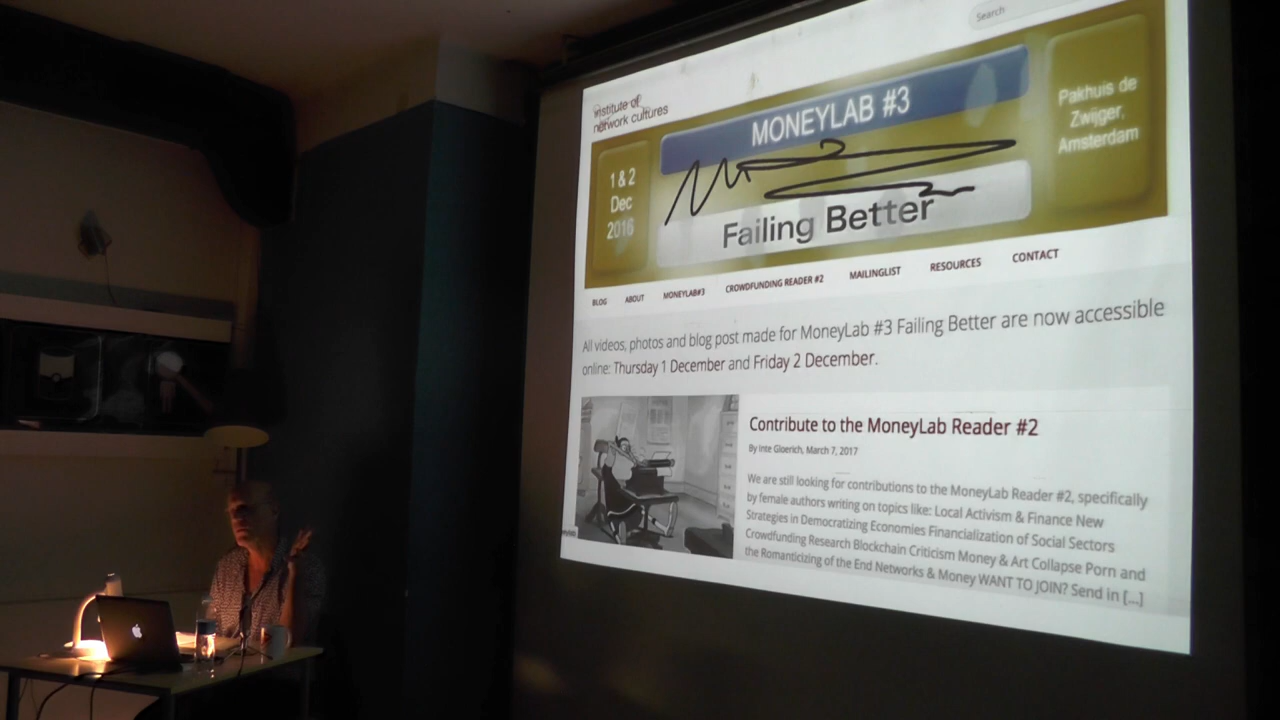 Search
institute of
network cultures
MONEYLAB #3
1 & 2
Dec
2016
Failing Better
Pakhuis de
Zwijger,
Amsterdam
BLOG ABOUT MONEYLAB#3 CROWDFUNDING READER #2 MAILINGLIST RESOURCES CONTACT
All videos, photos and blog post made for MoneyLab #3 Failing Better are now accessible
online: Thursday 1 December and Friday 2 December.
Contribute to the MoneyLab Reader #2
By Inte Gloerich, March 7, 2017
We are still looking for contributions to the MoneyLab Reader #2, specifically
by female authors writing on topics like: Local Activism & Finance New
Strategies in Democratizing Economies Financialization of Social Sectors
Crowdfunding Research Blockchain Criticism Money & Art Collapse Porn and
the Romanticizing of the End Networks & Money WANT TO JOIN? Send in [...]